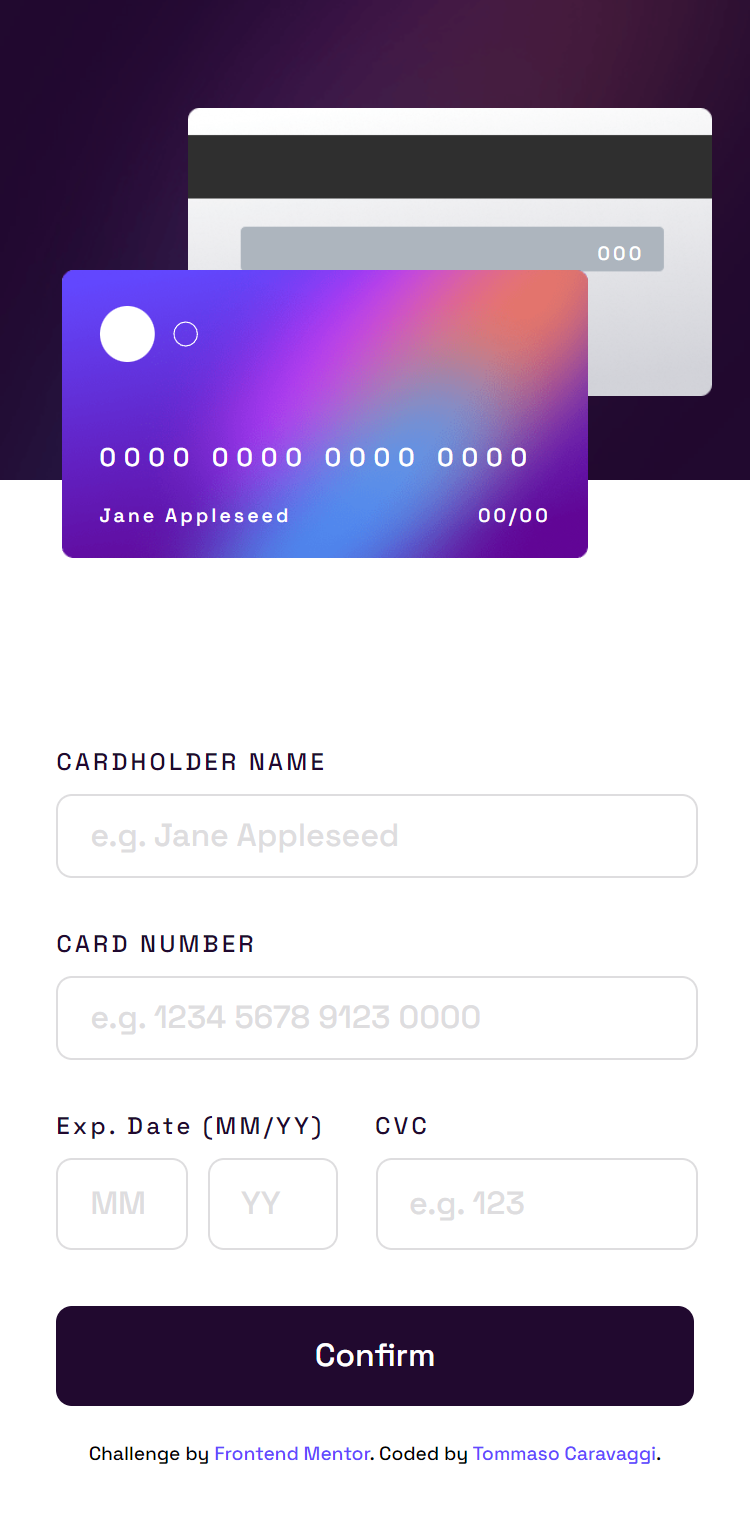 000
0000 0000 0000 0000
Jane Appleseed 00/00
CARDHOLDER NAME
e.g. Jane Appleseed
CARD NUMBER
e.g. 1234 5678 9123 0000
Exp. Date (MM/YY) CVC
MM YY e.g. 123
Confirm
Challenge by Frontend Mentor. Coded by Tommaso Caravaggi.